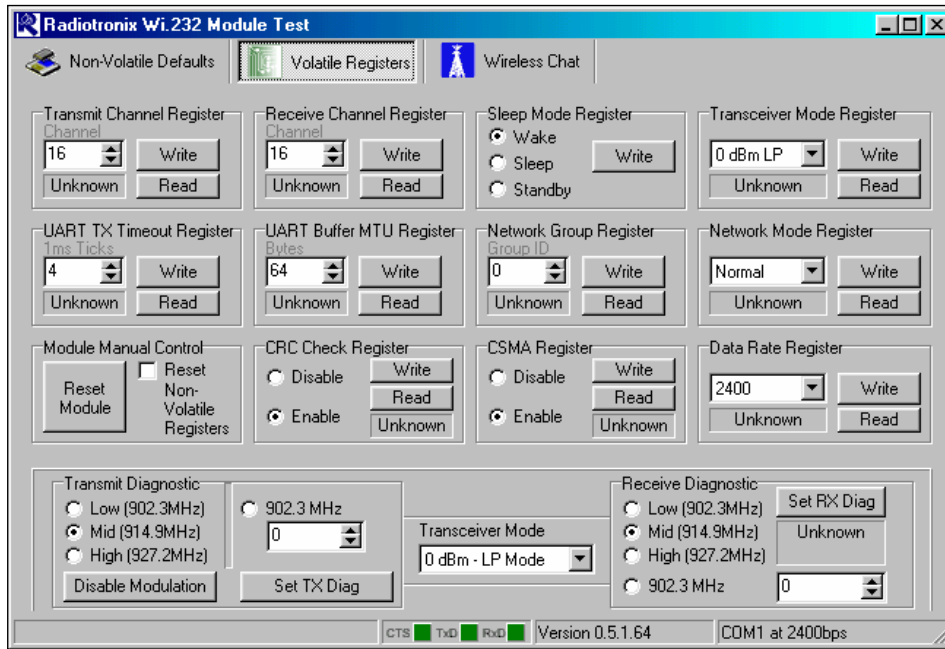 Radiotronix Wi.232 Module Test
Non-Volatile Defaults
Volatile Registers
Wireless Chat
Transmit Channel Register
Channel
16
Write
Unknown
Read
Receive Channel Register
Channel
16
Write
Unknown
Read
Sleep Mode Register
Wake
Sleep
Standby
Write
Transceiver Mode Register
0 dBm LP
Write
Unknown
Read
UART TX Timeout Register
1ms Ticks
4
Write
Unknown
Read
UART Buffer MTU Register
Bytes
64
Write
Unknown
Read
Network Group Register
Group ID
0
Write
Unknown
Read
Network Mode Register
Normal
Write
Unknown
Read
Module Manual Control
Reset
Module
Reset
Non-
Volatile
Registers
CRC Check Register
Disable
Enable
Write
Read
Unknown
CSMA Register
Disable
Enable
Write
Read
Unknown
Data Rate Register
2400
Write
Unknown
Read
Transmit Diagnostic
Low (902.3MHz)
Mid (914.9MHz)
High (927.2MHz)
Disable Modulation
902.3 MHz
0
Set TX Diag
Transceiver Mode
0 dBm - LP Mode
Receive Diagnostic
Low (902.3MHz)
Mid (914.9MHz)
High (927.2MHz)
902.3 MHz
Set RX Diag
Unknown
0
CTS TxD RxD
Version 0.5.1.64
COM1 at 2400bps